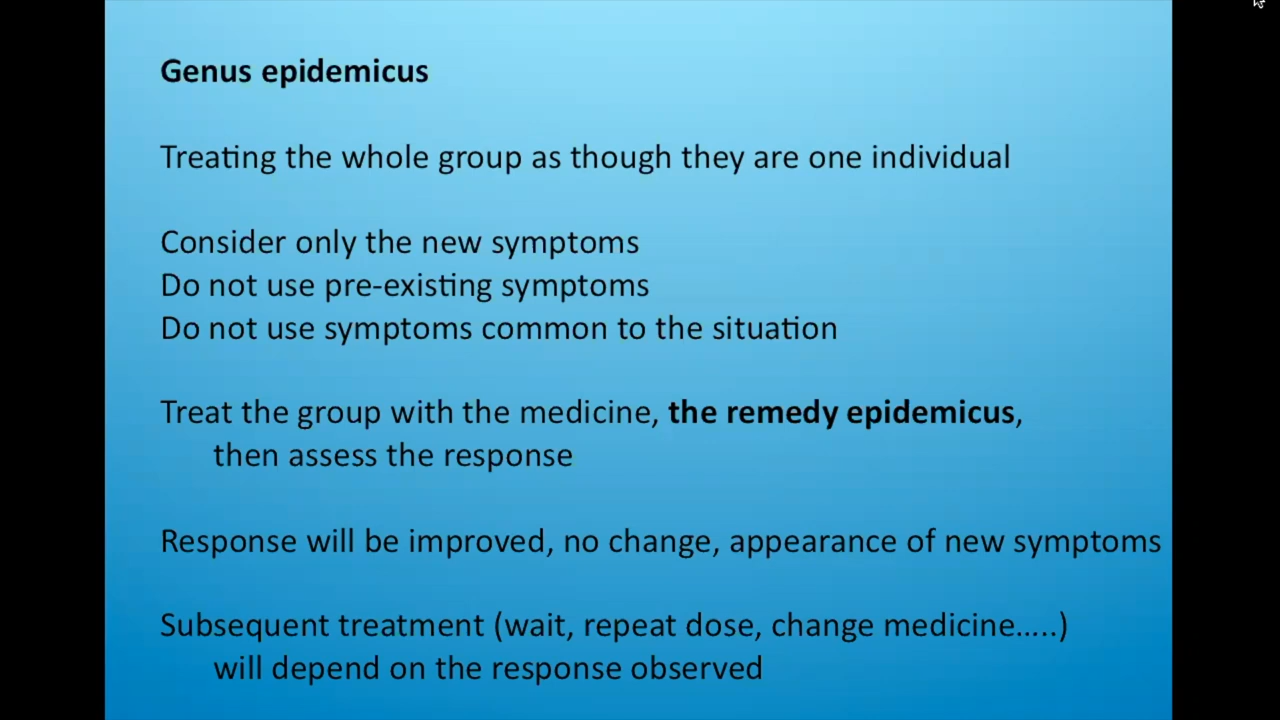 Genus epidemicus
Treating the whole group as though they are one individual
Consider only the new symptoms
Do not use pre-existing symptoms
Do not use symptoms common to the situation
Treat the group with the medicine, the remedy epidemicus,
then assess the response
Response will be improved, no change, appearance of new symptoms
Subsequent treatment (wait, repeat dose, change medicine…..)
will depend on the response observed